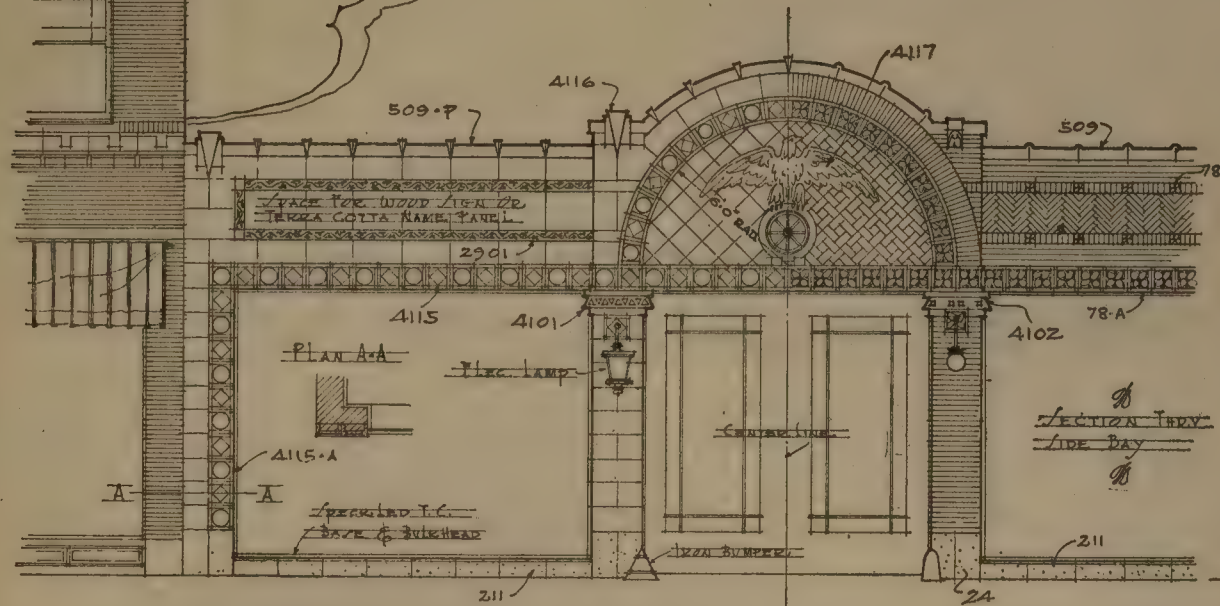 4117
4116
509·P
509
78
SPACE FOR WOOD SIGN OR
TERRA COTTA NAME PANEL
6'0" RAD.
2901
4115
4101
4102
78·A
PLAN A·A
ELEC. LAMP
CENTER LINE
SECTION THRU
SIDE BAY
4115·A
A
A
SPECKLED T.C.
BASE & BULKHEAD
IRON BUMPER
211
211
24